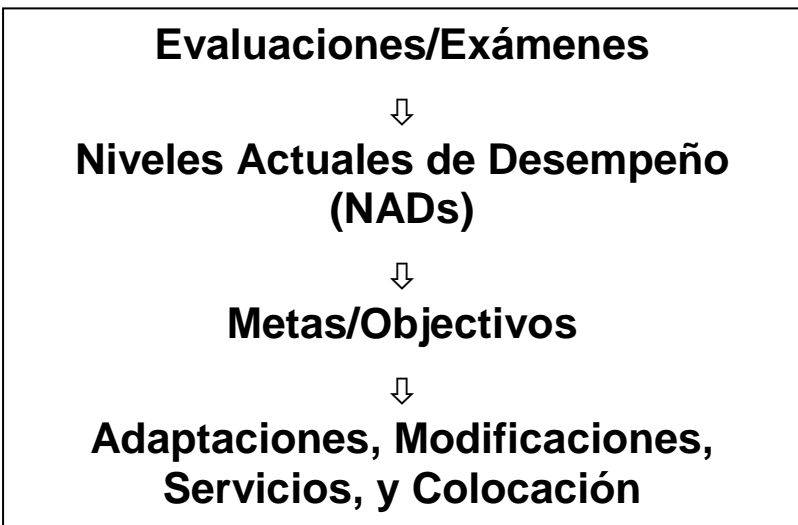 Evaluaciones/Exámenes
⇩
Niveles Actuales de Desempeño
(NADs)
⇩
Metas/Objectivos
⇩
Adaptaciones, Modificaciones,
Servicios, y Colocación